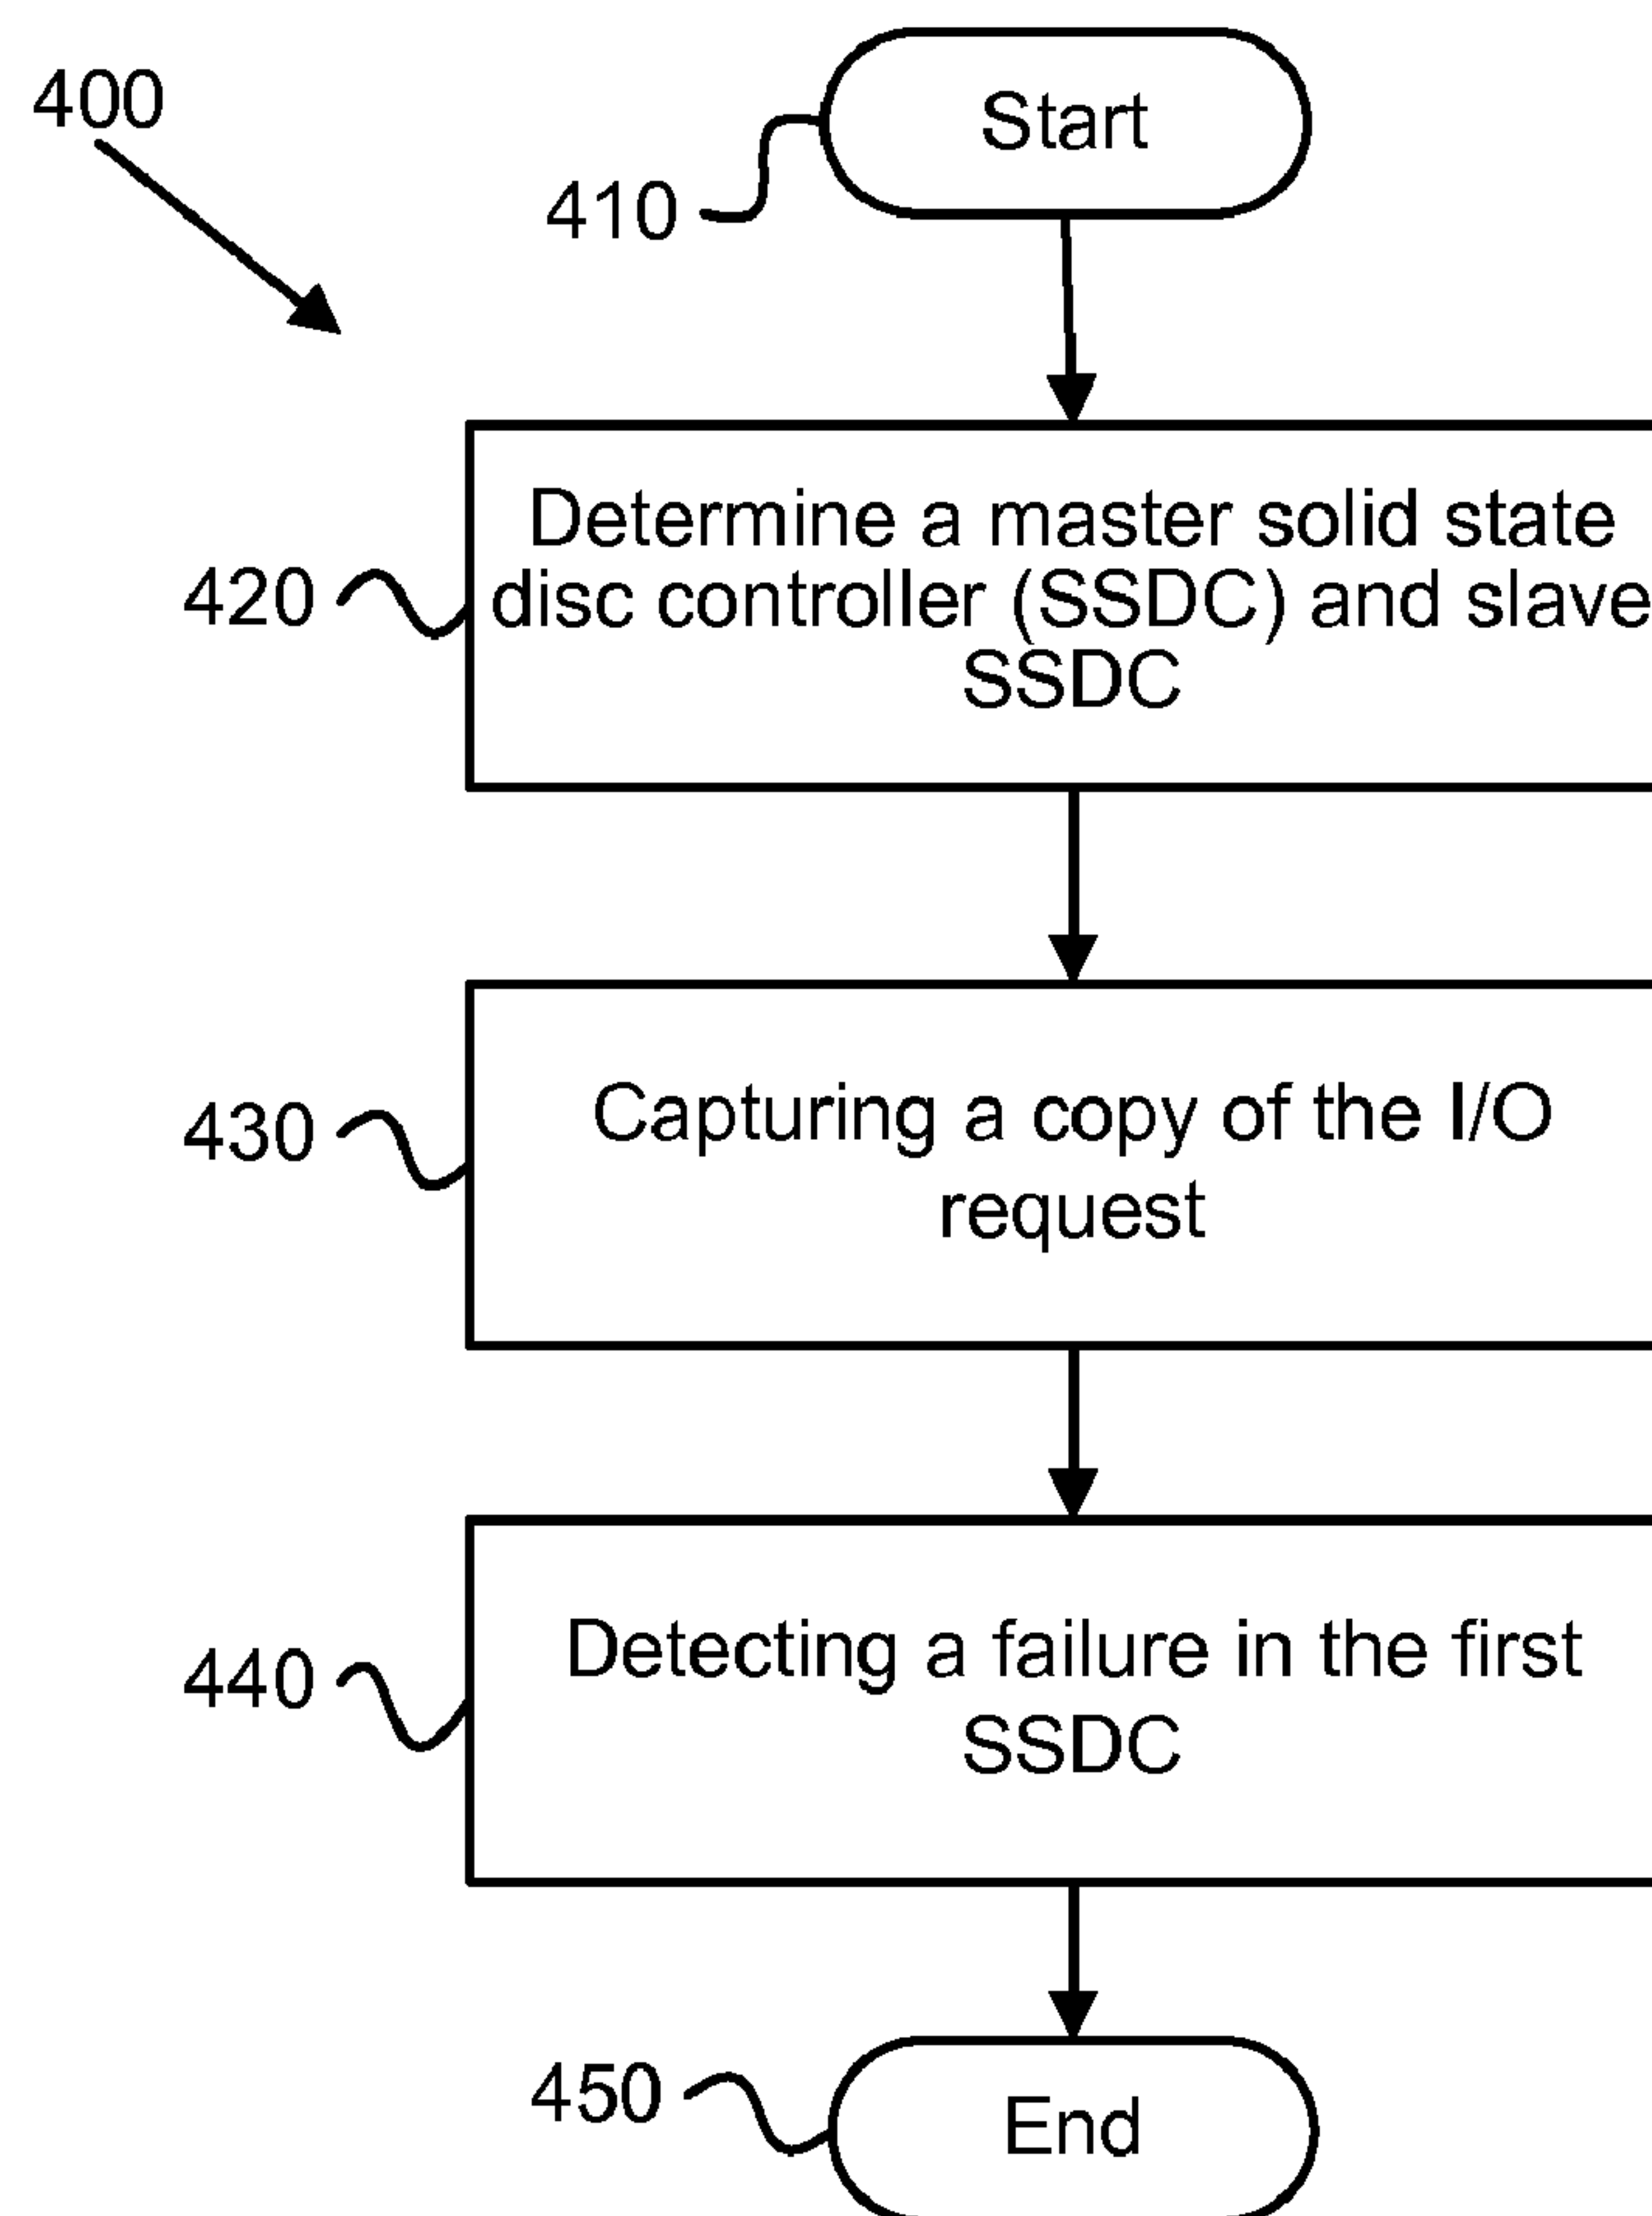 400
Start
410
Determine a master solid state
disc controller (SSDC) and slave
SSDC
420
Capturing a copy of the I/O
request
430
Detecting a failure in the first
SSDC
440
450
End